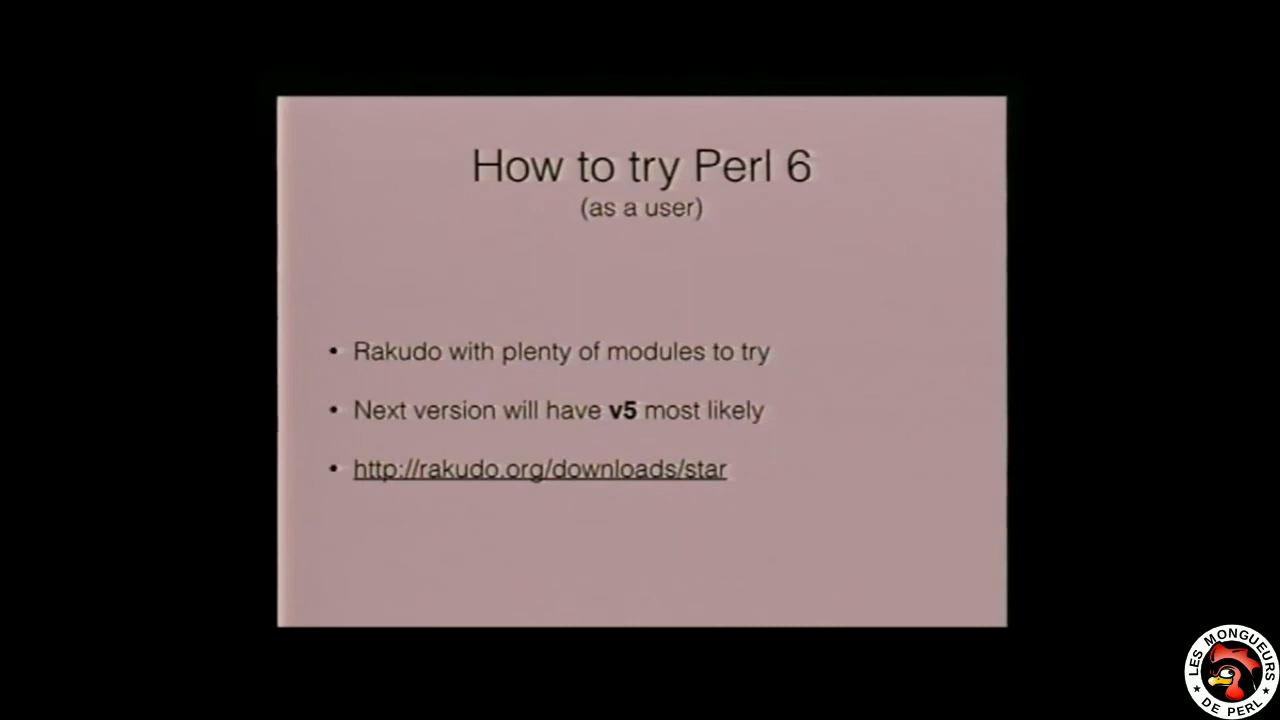 How to try Perl 6
(as a user)
• Rakudo with plenty of modules to try
• Next version will have v5 most likely
• http://rakudo.org/downloads/star
LES MONGUEURS
★ DE PERL ★